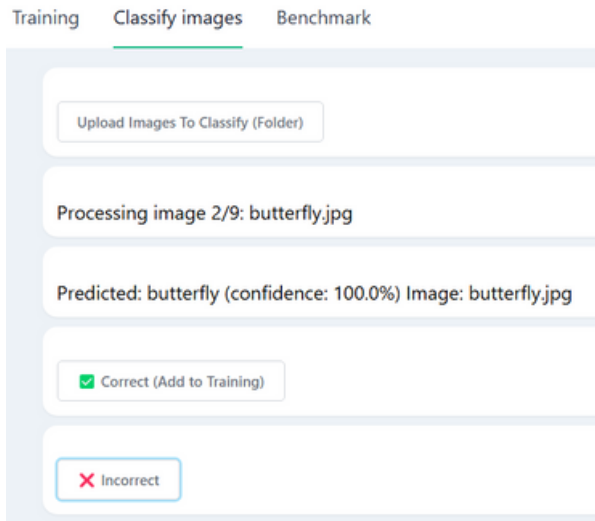 Training Classify images Benchmark
Upload Images To Classify (Folder)
Processing image 2/9: butterfly.jpg
Predicted: butterfly (confidence: 100.0%) Image: butterfly.jpg
✅ Correct (Add to Training)
❌ Incorrect